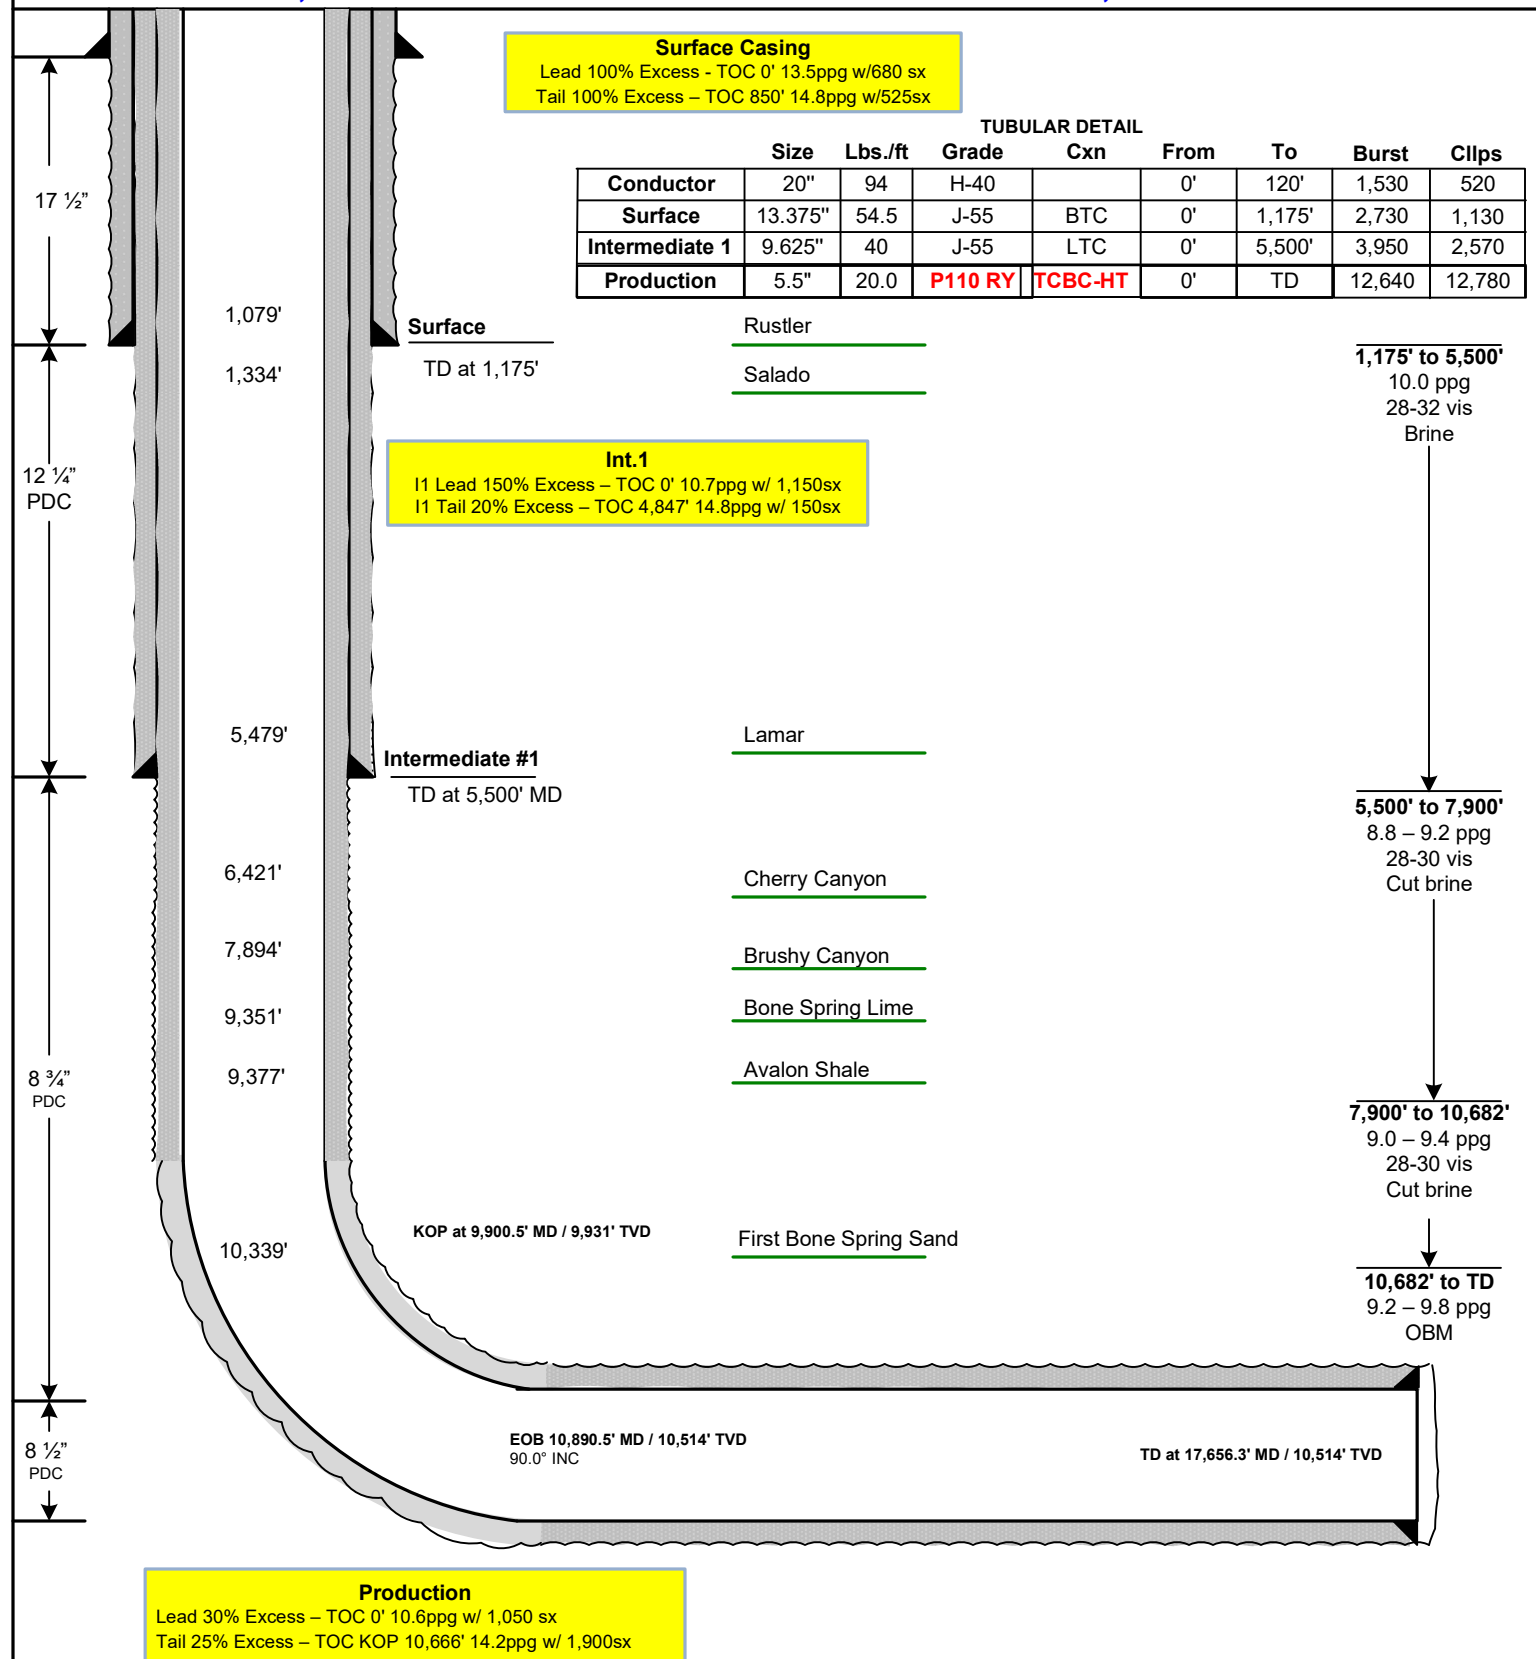 Surface Casing
Lead 100% Excess - TOC 0' 13.5ppg w/680 sx
Tail 100% Excess – TOC 850' 14.8ppg w/525sx
TUBULAR DETAIL
Size Lbs./ft Grade Cxn From To Burst Cllps
Conductor 20" 94 H-40 0' 120' 1,530 520
Surface 13.375" 54.5 J-55 BTC 0' 1,175' 2,730 1,130
Intermediate 1 9.625" 40 J-55 LTC 0' 5,500' 3,950 2,570
Production 5.5" 20.0 P110 RY TCBC-HT 0' TD 12,640 12,780
17 ½”
1,079'
Surface
Rustler
TD at 1,175'
1,334'
Salado
1,175' to 5,500'
10.0 ppg
28-32 vis
Brine
12 ¼”
PDC
Int.1
I1 Lead 150% Excess – TOC 0' 10.7ppg w/ 1,150sx
I1 Tail 20% Excess – TOC 4,847' 14.8ppg w/ 150sx
5,479'
Lamar
Intermediate #1
TD at 5,500' MD
5,500' to 7,900'
8.8 – 9.2 ppg
28-30 vis
Cut brine
6,421'
Cherry Canyon
7,894'
Brushy Canyon
9,351'
Bone Spring Lime
9,377'
Avalon Shale
8 ¾”
PDC
7,900' to 10,682'
9.0 – 9.4 ppg
28-30 vis
Cut brine
10,339'
KOP at 9,900.5' MD / 9,931' TVD
First Bone Spring Sand
10,682' to TD
9.2 – 9.8 ppg
OBM
8 ½”
PDC
EOB 10,890.5' MD / 10,514' TVD
90.0° INC
TD at 17,656.3' MD / 10,514' TVD
Production
Lead 30% Excess – TOC 0' 10.6ppg w/ 1,050 sx
Tail 25% Excess – TOC KOP 10,666' 14.2ppg w/ 1,900sx